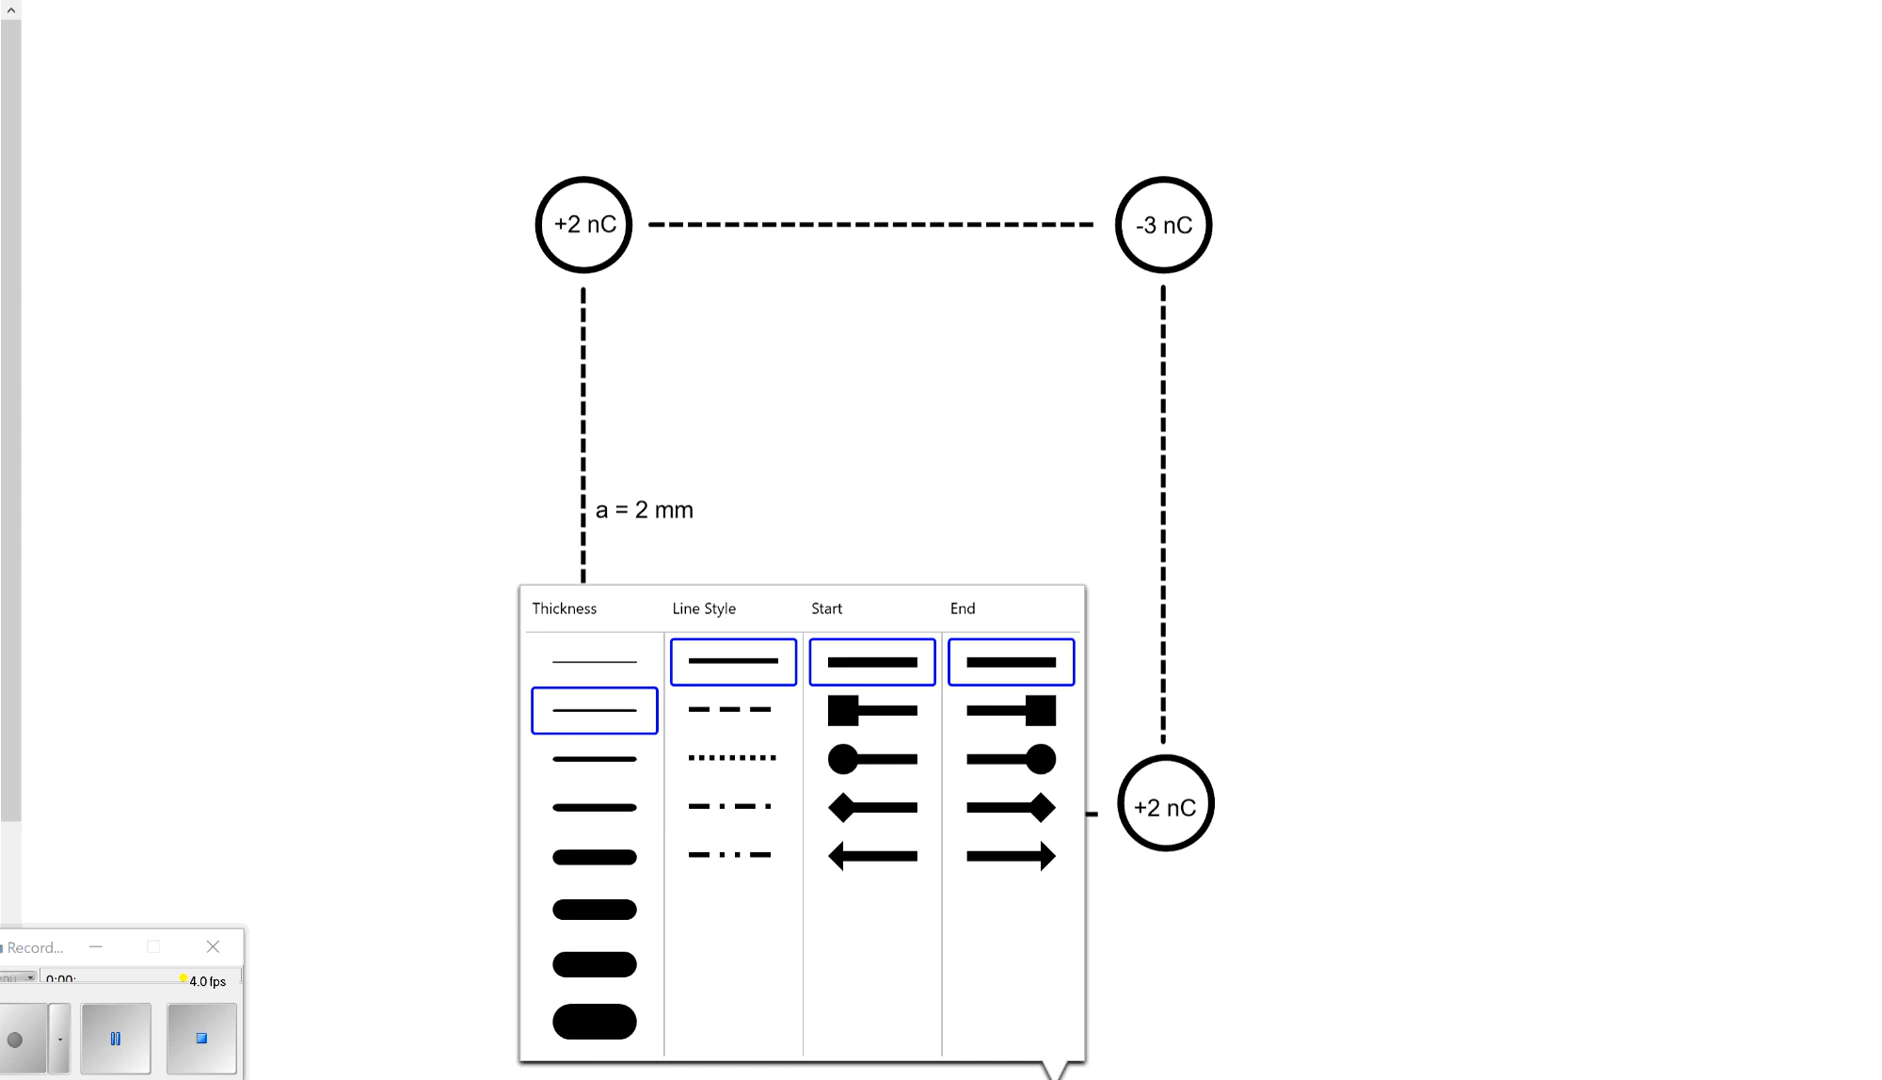 +2 nC
-3 nC
a = 2 mm
Thickness
Line Style
Start
End
+2 nC
Record...
0:00:
4.0 fps